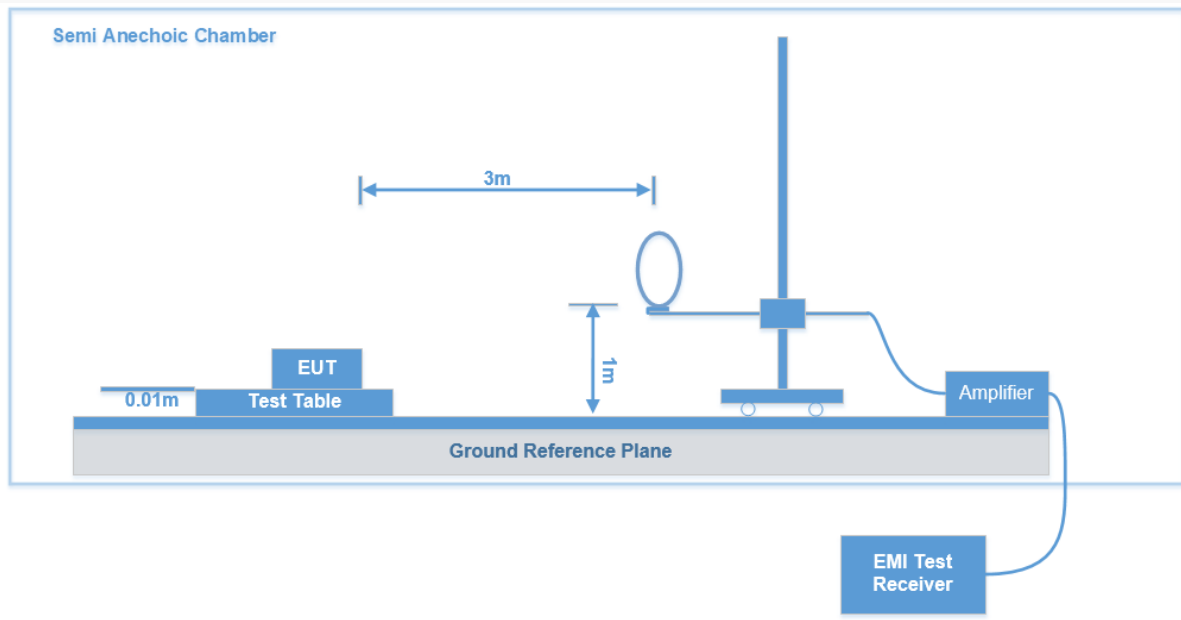 Semi Anechoic Chamber
3m
1m
EUT
0.01m
Test Table
Amplifier
Ground Reference Plane
EMI Test
Receiver